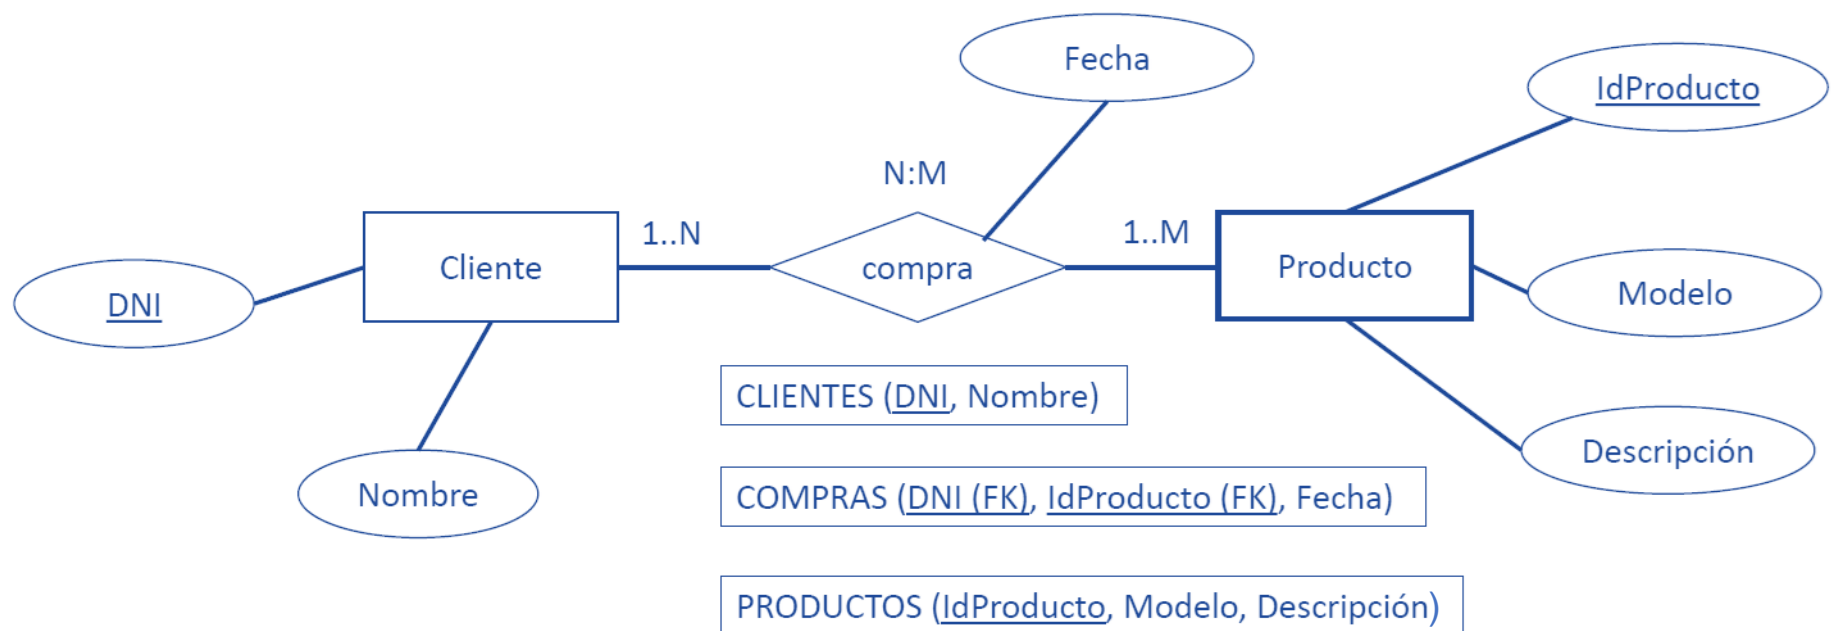 Fecha
IdProducto
N:M
1..N
1..M
Cliente
compra
Producto
DNI
Modelo
CLIENTES (DNI, Nombre)
Descripción
Nombre
COMPRAS (DNI (FK), IdProducto (FK), Fecha)
PRODUCTOS (IdProducto, Modelo, Descripción)